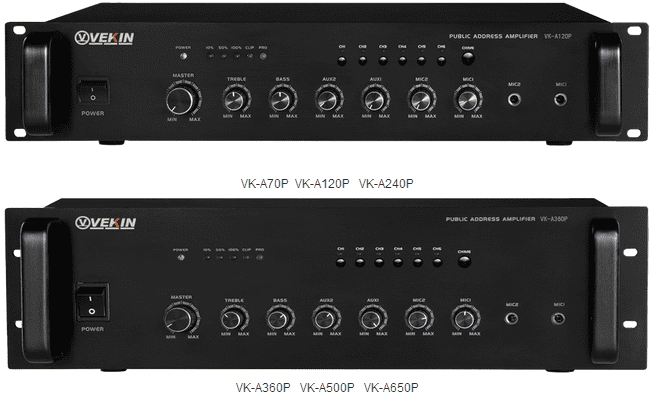 VEKIN
PUBLIC ADDRESS AMPLIFIER VK-A120P
POWER 10% 50% 100% CLIP PRO
CH1 CH2 CH3 CH4 CH5 CH6 CHIME
MASTER TREBLE BASS AUX2 AUX1 MIC2 MIC1
MIC2 MIC1
I
O
POWER
MIN MAX MIN MAX MIN MAX MIN MAX MIN MAX MIN MAX MIN MAX
VK-A70P VK-A120P VK-A240P
VEKIN
PUBLIC ADDRESS AMPLIFIER VK-A360P
POWER 10% 50% 100% CLIP PRO
CH1 CH2 CH3 CH4 CH5 CH6 CHIME
MASTER TREBLE BASS AUX2 AUX1 MIC2 MIC1
MIC2 MIC1
I
O
POWER
MIN MAX MIN MAX MIN MAX MIN MAX MIN MAX MIN MAX MIN MAX
VK-A360P VK-A500P VK-A650P